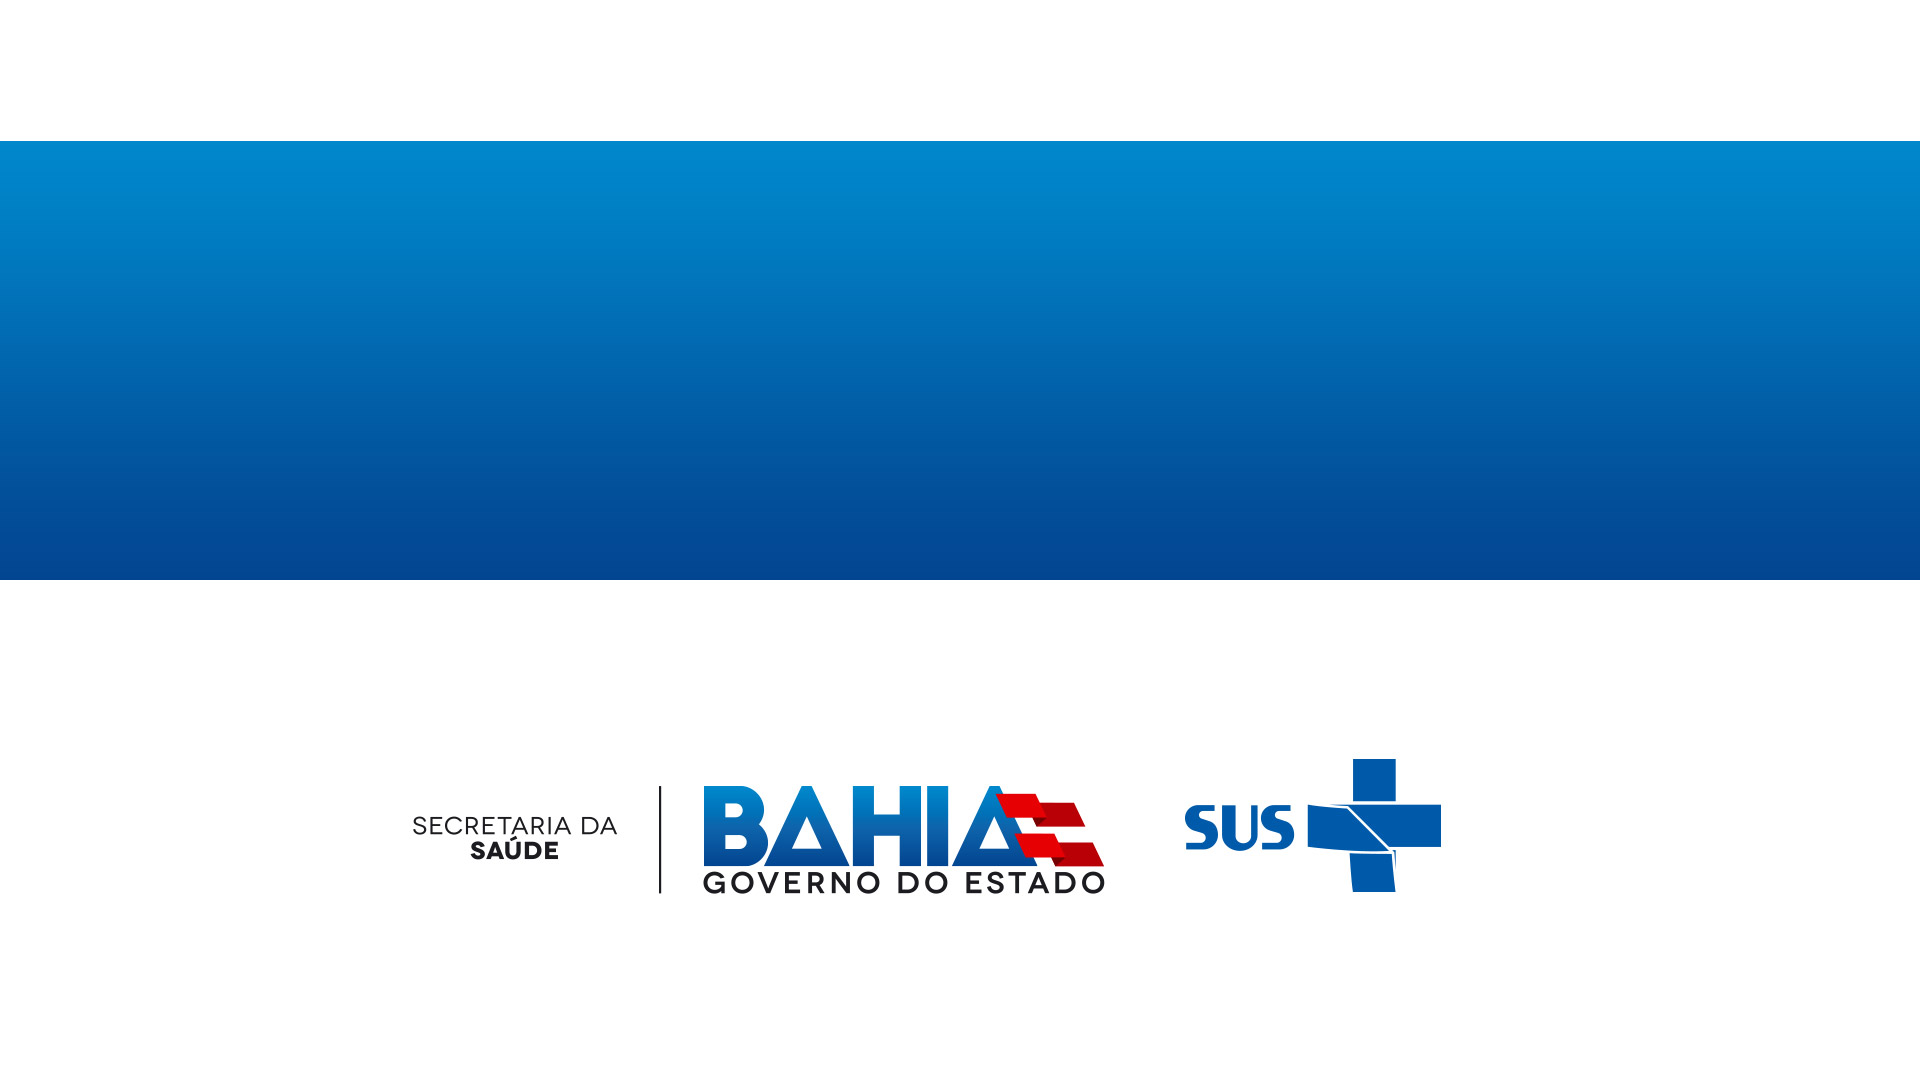 SECRETARIA DA
SAÚDE
BAHIA
GOVERNO DO ESTADO
SUS